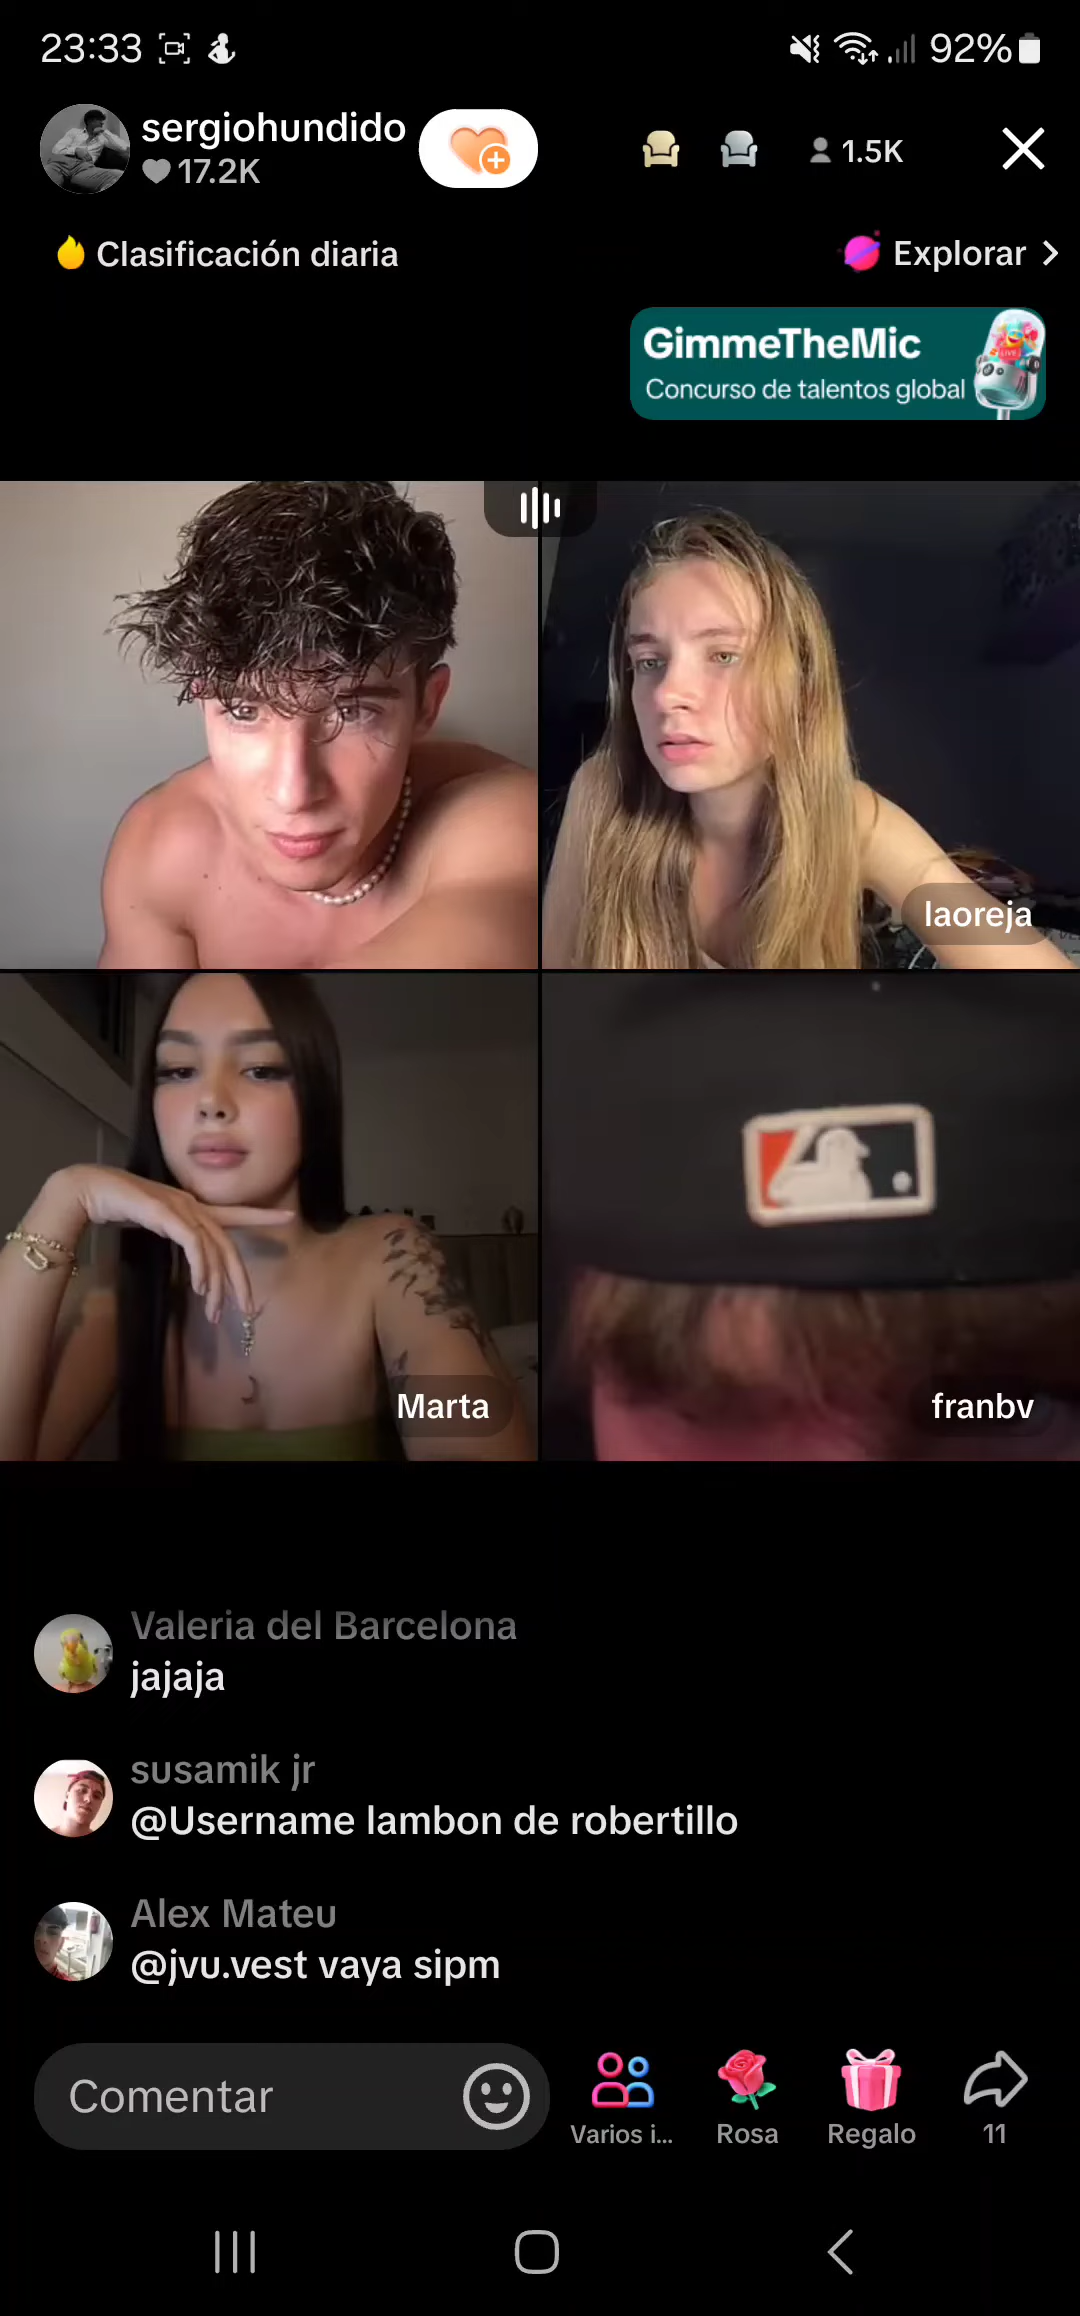 23:33
92%
sergiohundido
17.2K
1.5K
Clasificación diaria
Explorar
GimmeTheMic
Concurso de talentos global
LIVE
laoreja
Marta
franbv
Valeria del Barcelona
jajaja
susamik jr
@Username lambon de robertillo
Alex Mateu
@jvu.vest vaya sipm
Comentar
Varios i...
Rosa
Regalo
11